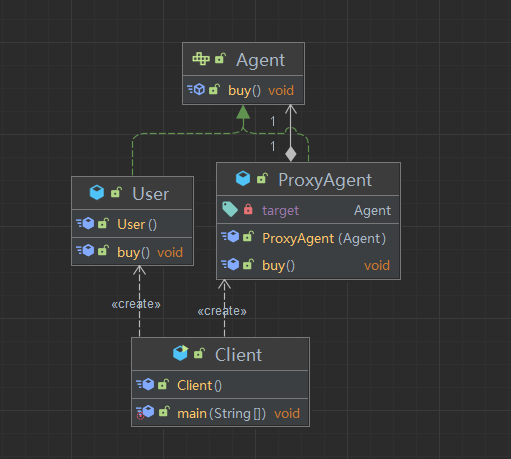 Agent
buy() void
1
1
User
User()
buy() void
ProxyAgent
target Agent
ProxyAgent(Agent)
buy() void
«create»
«create»
Client
Client()
main(String[]) void